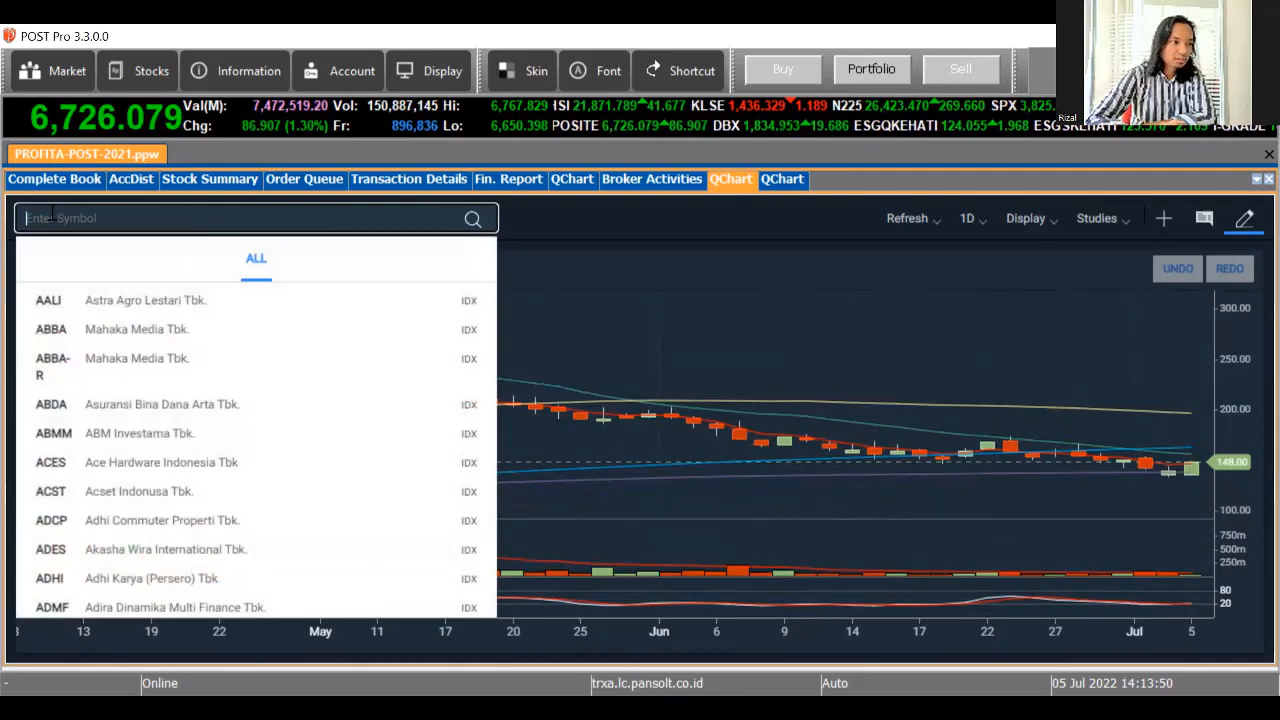 POST Pro 3.3.0.0
Market Stocks Information Account Display Skin Font Shortcut Buy Portfolio Sell
6,726.079 Val(M): 7,472,519.20 Vol: 150,887,145 Hi: 6,767.829 ISI 21,871.789 41.677 KLSE 1,436.329 1.189 N225 26,423.470 269.660 SPX 3,825.
Chg: 86.907 (1.30%) Fr: 896,836 Lo: 6,650.398 POSITE 6,726.079 86.907 DBX 1,834.953 19.686 ESGQKEHATI 124.055 1.968
Rizal
PROFITA-POST-2021.ppw
Complete Book AccDist Stock Summary Order Queue Transaction Details Fin. Report QChart Broker Activities QChart QChart
Enter Symbol Refresh 1D Display Studies
ALL
UNDO REDO
AALI Astra Agro Lestari Tbk. IDX
ABBA Mahaka Media Tbk. IDX
ABBA-R Mahaka Media Tbk. IDX
ABDA Asuransi Bina Dana Arta Tbk. IDX
ABMM ABM Investama Tbk. IDX
ACES Ace Hardware Indonesia Tbk IDX
ACST Acset Indonusa Tbk. IDX
ADCP Adhi Commuter Properti Tbk. IDX
ADES Akasha Wira International Tbk. IDX
ADHI Adhi Karya (Persero) Tbk IDX
ADMF Adira Dinamika Multi Finance Tbk. IDX
300.00
250.00
200.00
148.00
100.00
750m
500m
250m
80
20
13 19 22 May 11 17 20 25 Jun 6 9 14 17 22 27 Jul 5
- Online trxa.lc.pansolt.co.id Auto 05 Jul 2022 14:13:50